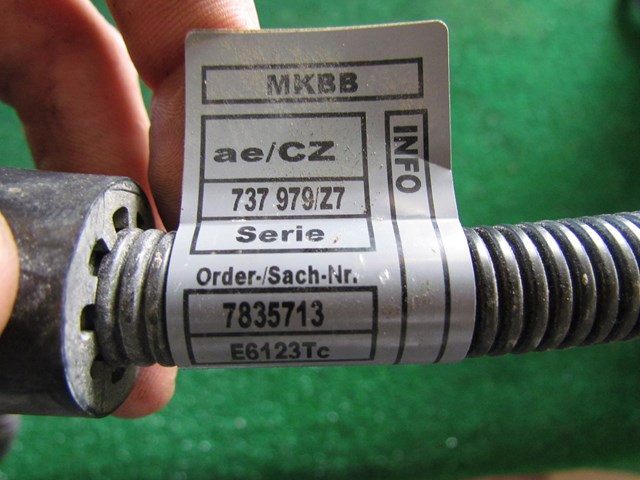 MKBB
ae/CZ
737 979/Z7
Serie
INFO
Order-/Sach-Nr.
7835713
E6123Tc